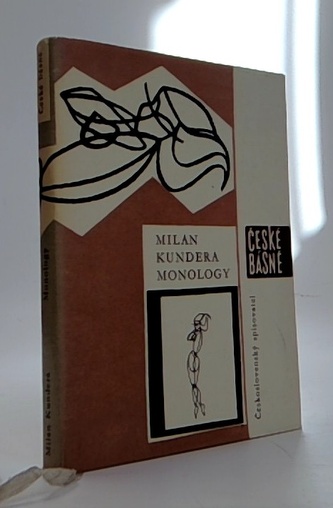 MILAN
KUNDERA
MONOLOGY
ČESKÉ
BÁSNĚ
Československý spisovatel
České básně
Monology
Milan Kundera